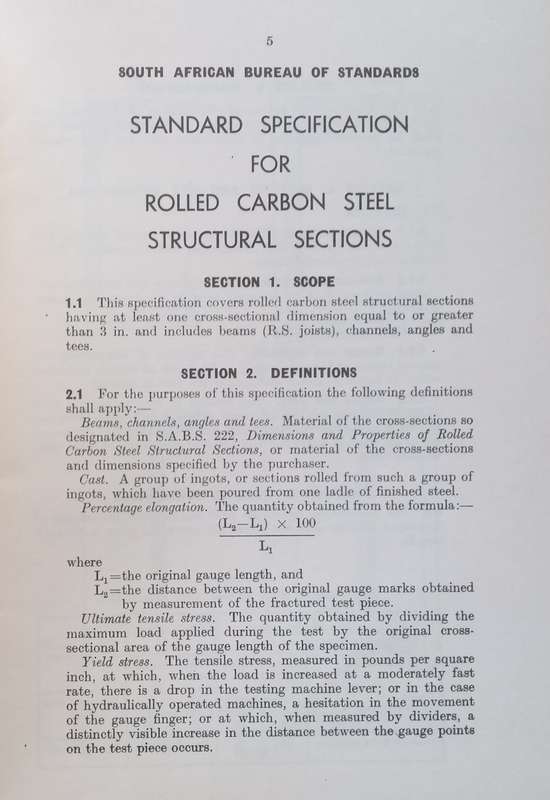 5
SOUTH AFRICAN BUREAU OF STANDARDS
STANDARD SPECIFICATION
FOR
ROLLED CARBON STEEL
STRUCTURAL SECTIONS
SECTION 1. SCOPE
1.1 This specification covers rolled carbon steel structural sections
having at least one cross-sectional dimension equal to or greater
than 3 in. and includes beams (R.S. joists), channels, angles and
tees.
SECTION 2. DEFINITIONS
2.1 For the purposes of this specification the following definitions
shall apply:—
Beams, channels, angles and tees. Material of the cross-sections so
designated in S.A.B.S. 222, Dimensions and Properties of Rolled
Carbon Steel Structural Sections, or material of the cross-sections
and dimensions specified by the purchaser.
Cast. A group of ingots, or sections rolled from such a group of
ingots, which have been poured from one ladle of finished steel.
Percentage elongation. The quantity obtained from the formula:—
(L₂—L₁) × 100
L₁
where
L₁=the original gauge length, and
L₂=the distance between the original gauge marks obtained
by measurement of the fractured test piece.
Ultimate tensile stress. The quantity obtained by dividing the
maximum load applied during the test by the original cross-
sectional area of the gauge length of the specimen.
Yield stress. The tensile stress, measured in pounds per square
inch, at which, when the load is increased at a moderately fast
rate, there is a drop in the testing machine lever; or in the case
of hydraulically operated machines, a hesitation in the movement
of the gauge finger; or at which, when measured by dividers, a
distinctly visible increase in the distance between the gauge points
on the test piece occurs.